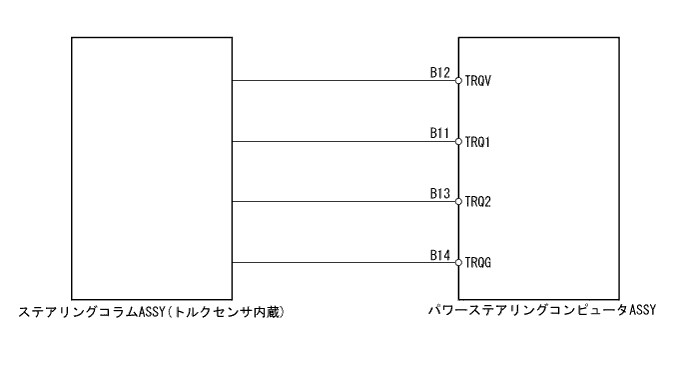 B12
TRQV
B11
TRQ1
B13
TRQ2
B14
TRQG
ステアリングコラムASSY(トルクセンサ内蔵)
パワーステアリングコンピュータASSY